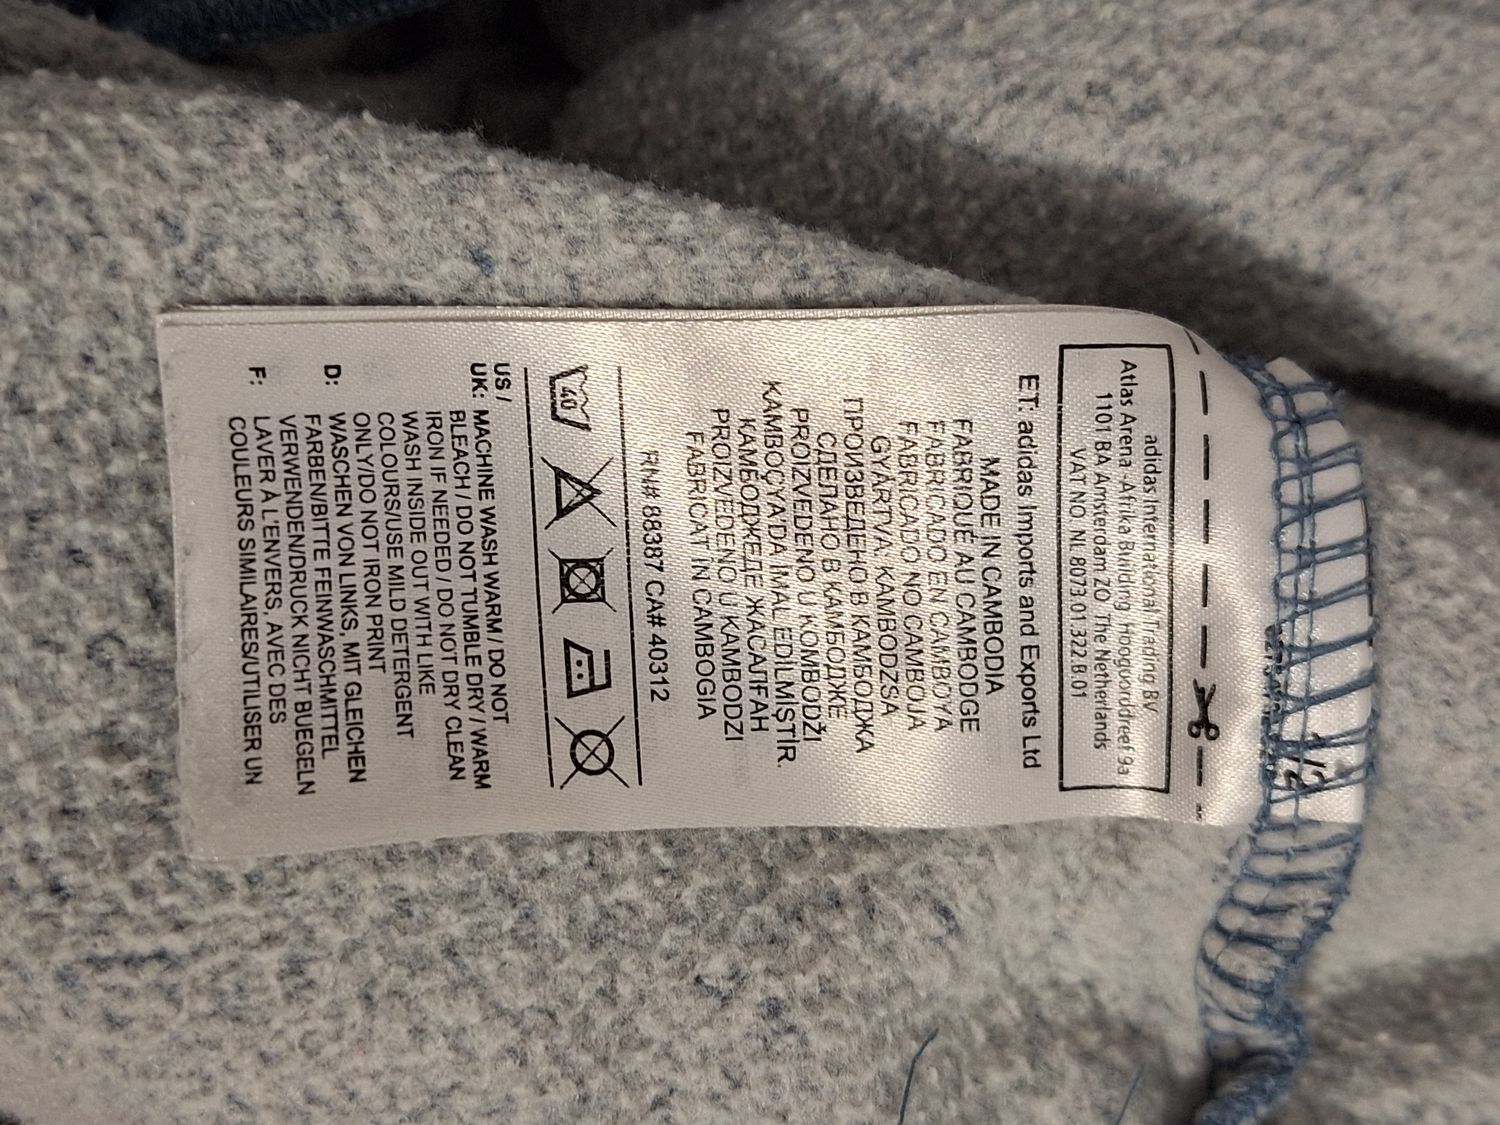 adidas International Trading BV
Atlas Arena -Afrika Building, Hoogoorddreef 9a
1101 BA Amsterdam ZO, The Netherlands
VAT NO. NL 8073.01.322.B.01
ET: adidas Imports and Exports Ltd
MADE IN CAMBODIA
FABRIQUÉ AU CAMBODGE
FABRICADO EN CAMBOYA
FABRICADO NO CAMBOJA
GYÁRTVA: KAMBODZSA
ПРОИЗВЕДЕНО В КАМБОДЖА
СДЕЛАНО В КАМБОДЖЕ
PROIZVEDENO U KOMBODŽI
KAMBOÇYA'DA IMAL EDILMİŞTİR.
КАМБОДЖЕДЕ ЖАСАЛҒАН
PROIZVEDENO U KAMBODZI
FABRICAT IN CAMBOGIA
RN# 88387 CA# 40312
40
US /
UK: MACHINE WASH WARM / DO NOT
BLEACH / DO NOT TUMBLE DRY / WARM
IRON IF NEEDED / DO NOT DRY CLEAN
WASH INSIDE OUT WITH LIKE
COLOURS/USE MILD DETERGENT
ONLY/DO NOT IRON PRINT
D: WASCHEN VON LINKS, MIT GLEICHEN
FARBEN/BITTE FEINWASCHMITTEL
VERWENDEN/DRUCK NICHT BUEGELN
F: LAVER À L'ENVERS, AVEC DES
COULEURS SIMILAIRES/UTILISER UN